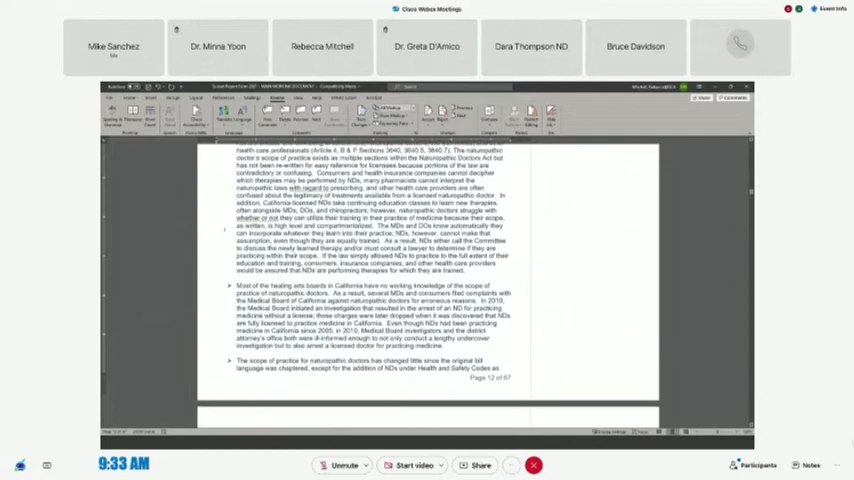 Cisco Webex Meetings
Event Info
Mike Sanchez
Me
Dr. Minna Yoon
Rebecca Mitchell
Dr. Greta D'Amico
Dara Thompson ND
Bruce Davidson
health care professionals (Article 4, B & P Sections 3640, 3640.5, 3640.7). The naturopathic
doctor's scope of practice exists as multiple sections within the Naturopathic Doctors Act but
has not been re-written for easy reference for licensees because portions of the law are
contradictory or confusing. Consumers and health insurance companies cannot decipher
which therapies may be performed by NDs, many pharmacists cannot interpret the
naturopathic laws with regard to prescribing, and other health care providers are often
confused about the legitimacy of treatments available from a licensed naturopathic doctor. In
addition, California licensed NDs take continuing education classes to learn new therapies,
often alongside MDs, DOs, and chiropractors; however, naturopathic doctors struggle with
whether or not they can utilize their training in their practice of medicine because their scope,
as written, is high level and compartmentalized. The MDs and DOs know automatically they
can incorporate whatever they learn into their practice; NDs, however, cannot make that
assumption, even though they are equally trained. As a result, NDs either call the Committee
to discuss the newly learned therapy and/or must consult a lawyer to determine if they are
practicing within their scope. If the law simply allowed NDs to practice to the full extent of their
education and training, consumers, insurance companies, and other health care providers
would be assured that NDs are performing therapies for which they are trained.
➢ Most of the healing arts boards in California have no working knowledge of the scope of
practice of naturopathic doctors. As a result, several MDs and consumers filed complaints with
the Medical Board of California against naturopathic doctors for erroneous reasons. In 2018,
the Medical Board initiated an investigation that resulted in the arrest of an ND for practicing
medicine without a license; those charges were later dropped when it was discovered that NDs
are fully licensed to practice medicine in California. Even though NDs had been practicing
medicine in California since 2005, in 2018, Medical Board investigators and the district
attorney's office both were ill-informed enough to not only conduct a lengthy undercover
investigation but to also arrest a licensed doctor for practicing medicine.
➢ The scope of practice for naturopathic doctors has changed little since the original bill
language was chaptered, except for the addition of NDs under Health and Safety Codes as
Page 12 of 67
9:33 AM
Unmute
Start video
Share
Participants
Notes